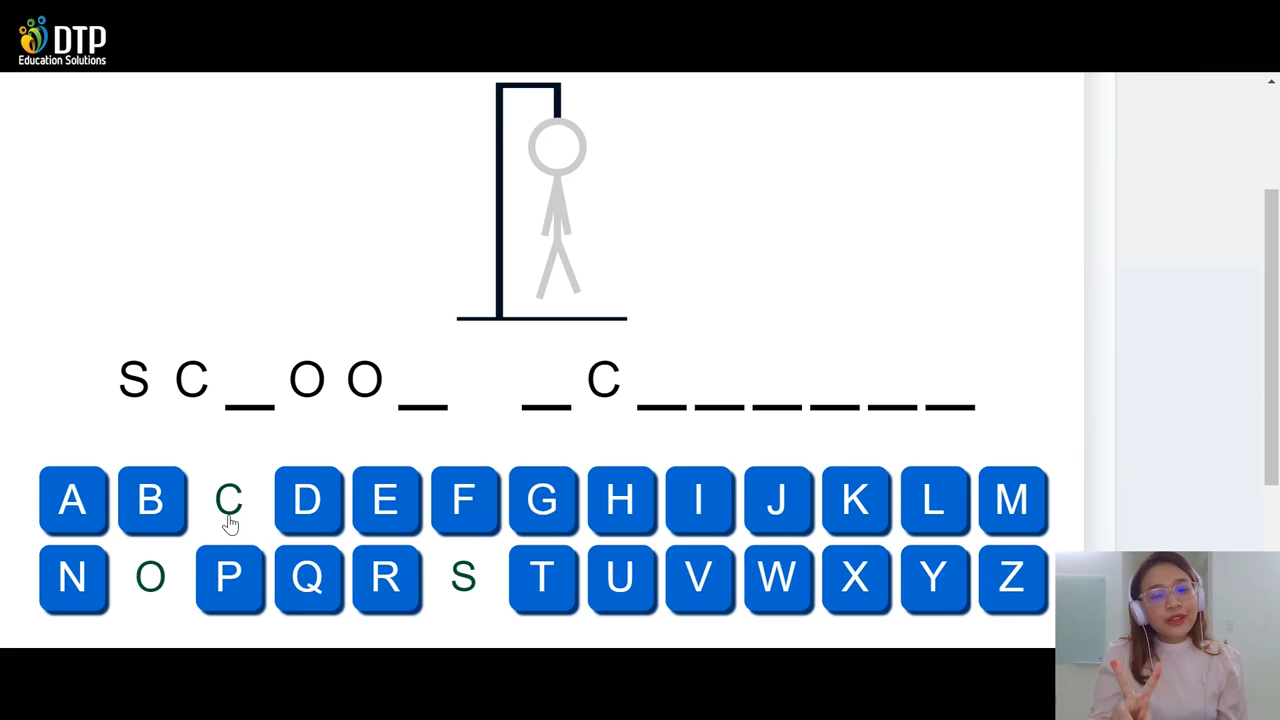 DTP
Education Solutions
S C _ O O _ _ C _ _ _ _ _ _
A B C D E F G H I J K L M
N O P Q R S T U V W X Y Z